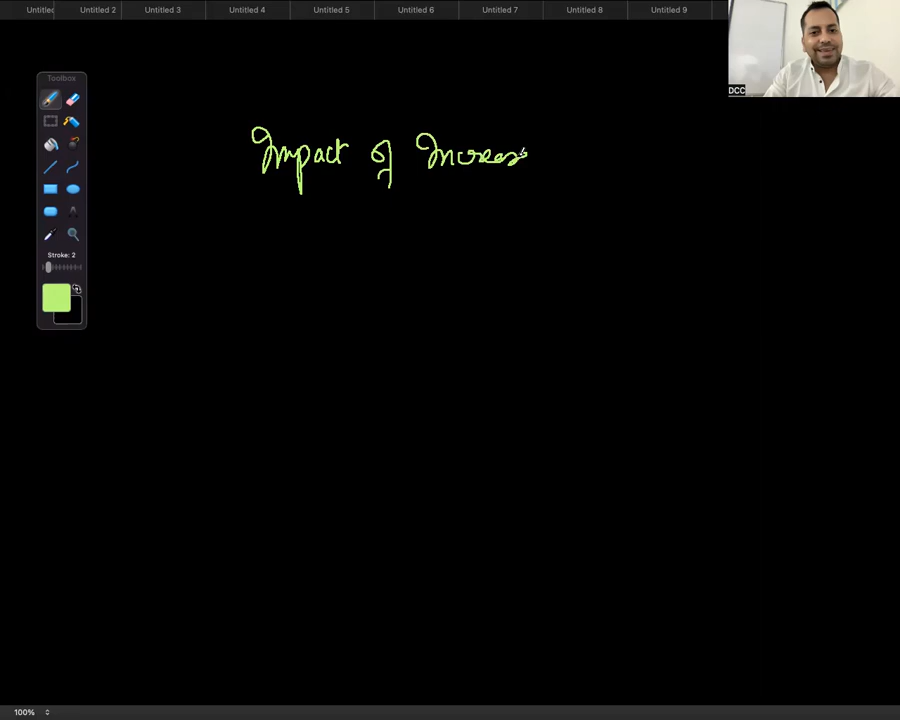 Untitled Untitled 2 Untitled 3 Untitled 4 Untitled 5 Untitled 6 Untitled 7 Untitled 8 Untitled 9
Toolbox
DCC
Impact of Increas
Stroke: 2
100%